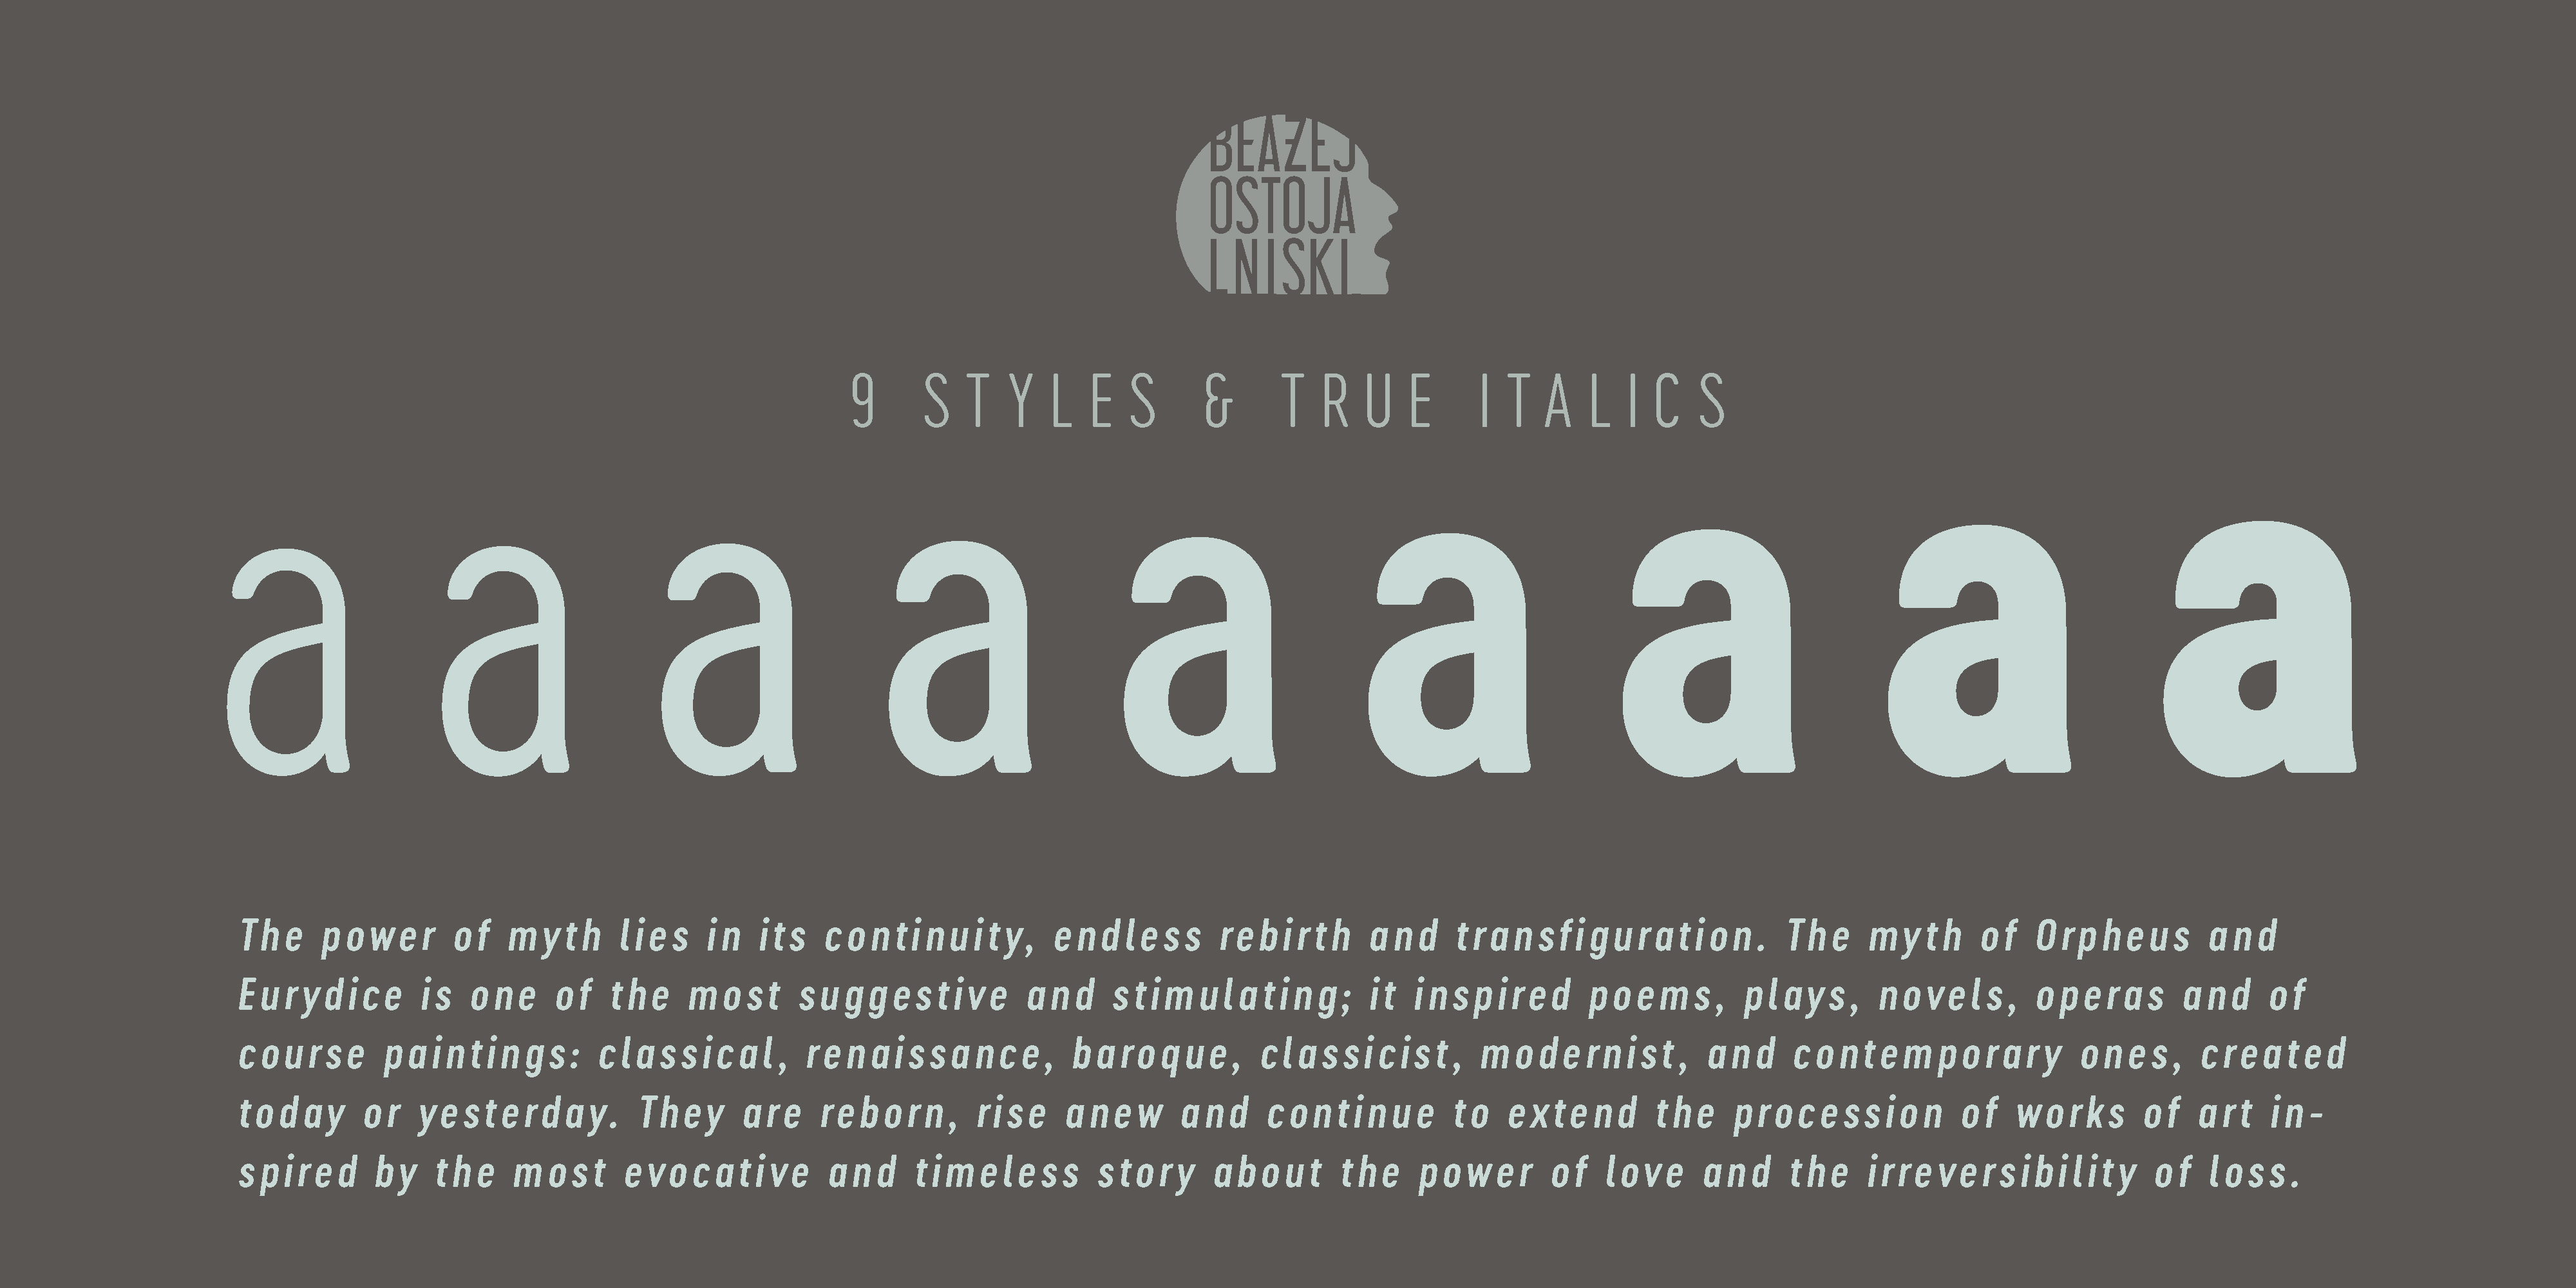 BŁAŻEJ
OSTOJA
LNISKI
9 STYLES & TRUE ITALICS
a a a a a a a a a
The power of myth lies in its continuity, endless rebirth and transfiguration. The myth of Orpheus and
Eurydice is one of the most suggestive and stimulating; it inspired poems, plays, novels, operas and of
course paintings: classical, renaissance, baroque, classicist, modernist, and contemporary ones, created
today or yesterday. They are reborn, rise anew and continue to extend the procession of works of art in-
spired by the most evocative and timeless story about the power of love and the irreversibility of loss.